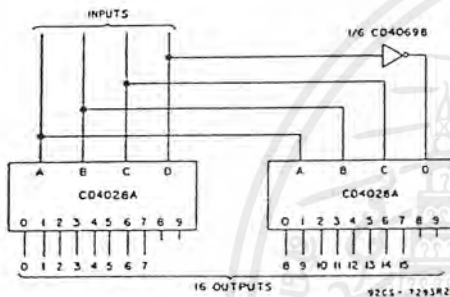 INPUTS
1/6 CD4069B
A B C D
A B C D
CD4028A
CD4028A
0 1 2 3 4 5 6 7 8 9
0 1 2 3 4 5 6 7 8 9
0 1 2 3 4 5 6 7
8 9 10 11 12 13 14 15
16 OUTPUTS
92CS-7293R2